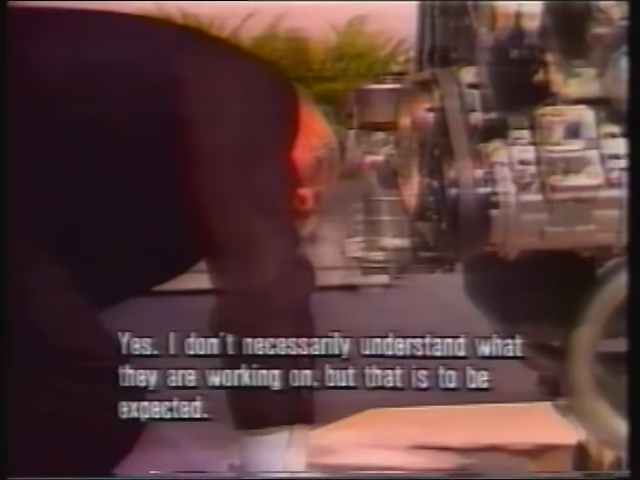 Yes. I don't necessarily understand what
they are working on, but that is to be
expected.